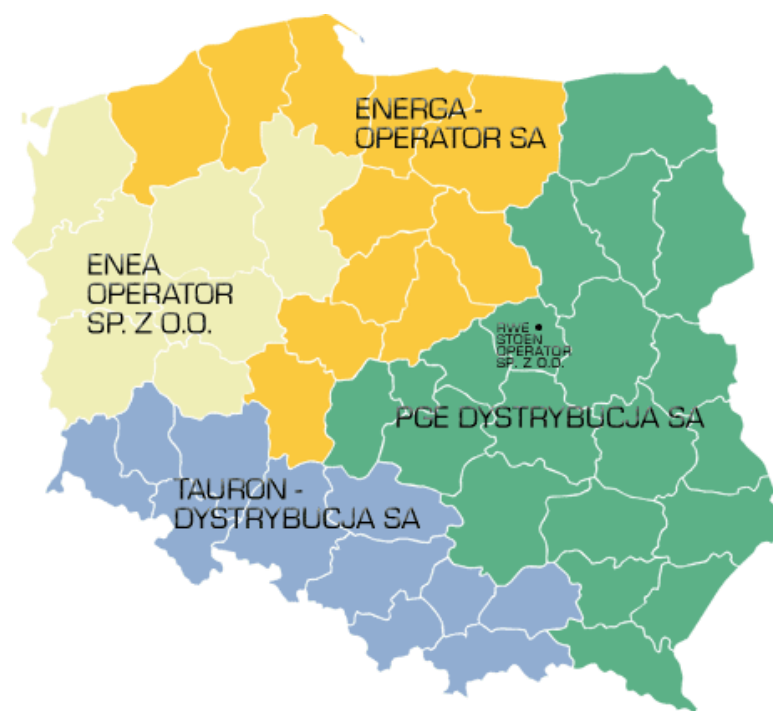 ENERGA -
OPERATOR SA
ENEA
OPERATOR
SP. Z O.O.
RWE
STOEN
OPERATOR
SP. Z O.O.
PGE DYSTRYBUCJA SA
TAURON -
DYSTRYBUCJA SA